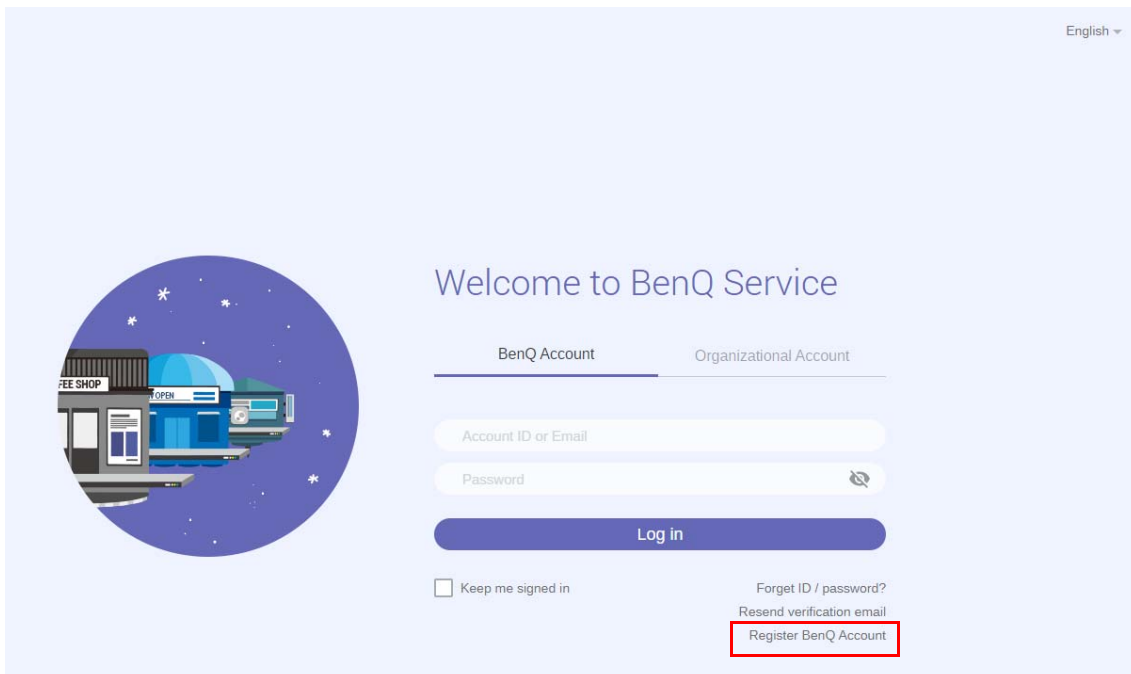 English
Welcome to BenQ Service
BenQ Account
Organizational Account
FEE SHOP
OPEN
Account ID or Email
Password
Log in
Keep me signed in
Forget ID / password?
Resend verification email
Register BenQ Account